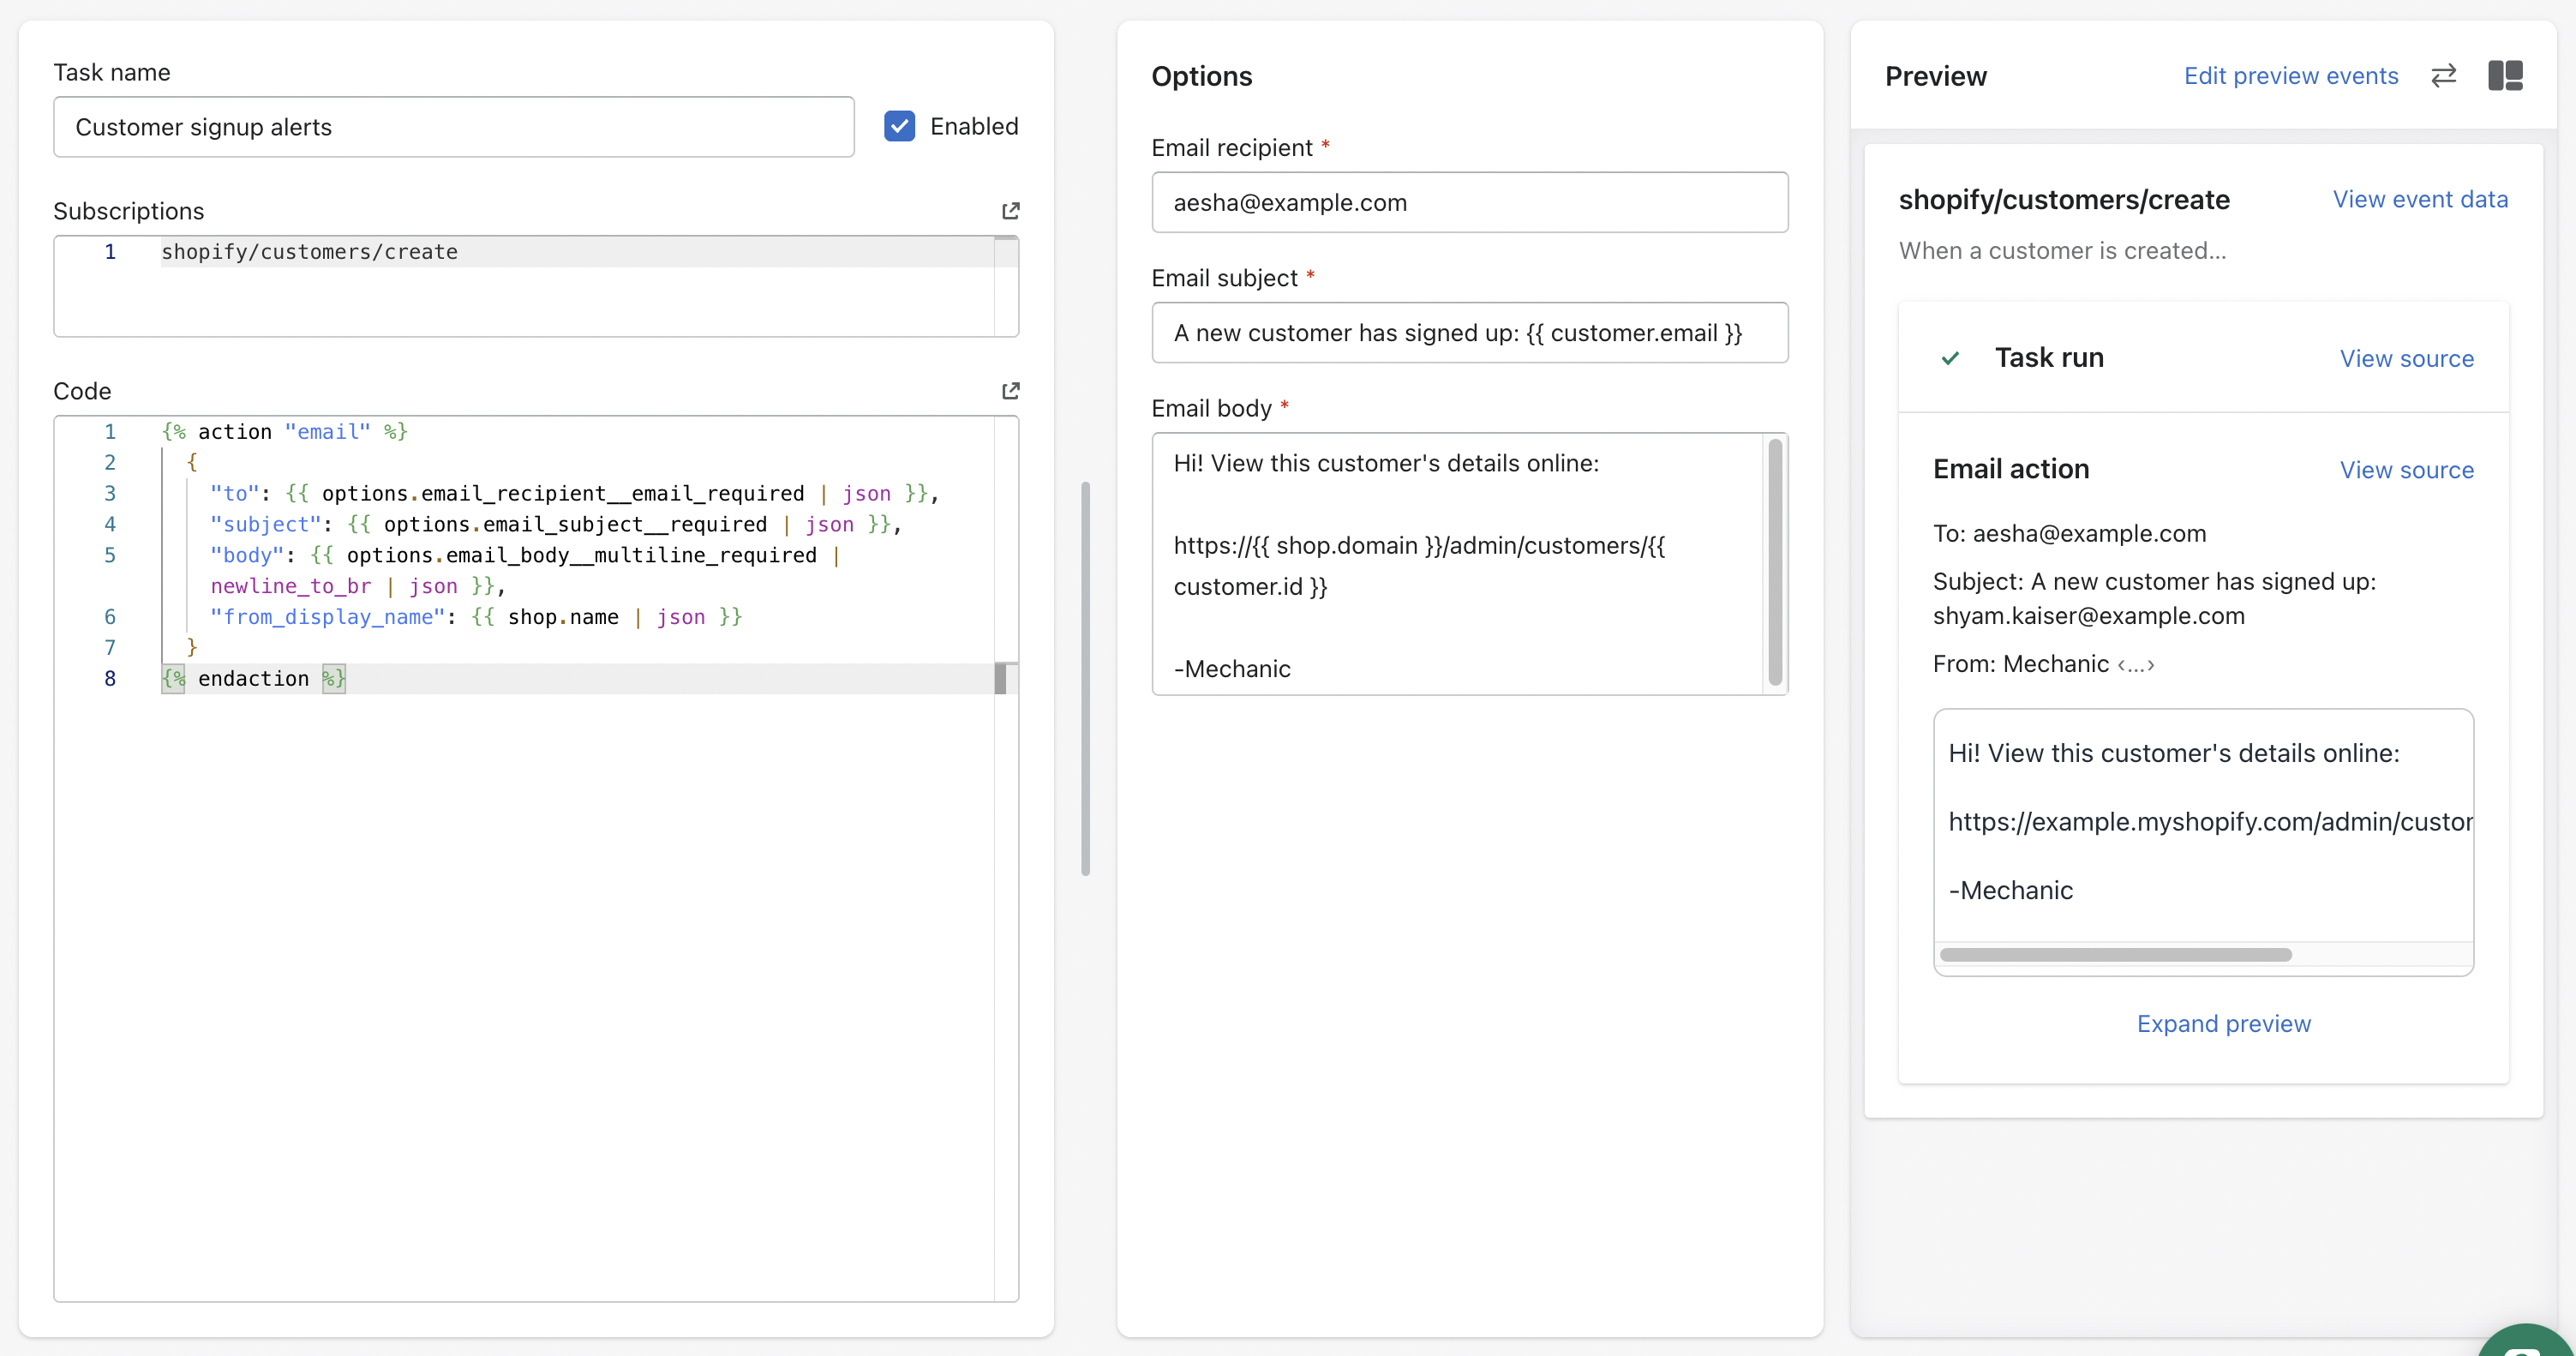 Task name
Customer signup alerts
Enabled
Subscriptions
1 shopify/customers/create
Code
1 {% action "email" %}
2 {
3 "to": {{ options.email_recipient__email_required | json }},
4 "subject": {{ options.email_subject__required | json }},
5 "body": {{ options.email_body__multiline_required |
newline_to_br | json }},
6 "from_display_name": {{ shop.name | json }}
7 }
8 {% endaction %}
Options
Email recipient *
aesha@example.com
Email subject *
A new customer has signed up: {{ customer.email }}
Email body *
Hi! View this customer's details online:
https://{{ shop.domain }}/admin/customers/{{
customer.id }}
-Mechanic
Preview
Edit preview events
shopify/customers/create
View event data
When a customer is created...
Task run
View source
Email action
View source
To: aesha@example.com
Subject: A new customer has signed up:
shyam.kaiser@example.com
From: Mechanic ‹...›
Hi! View this customer's details online:
https://example.myshopify.com/admin/custor
-Mechanic
Expand preview